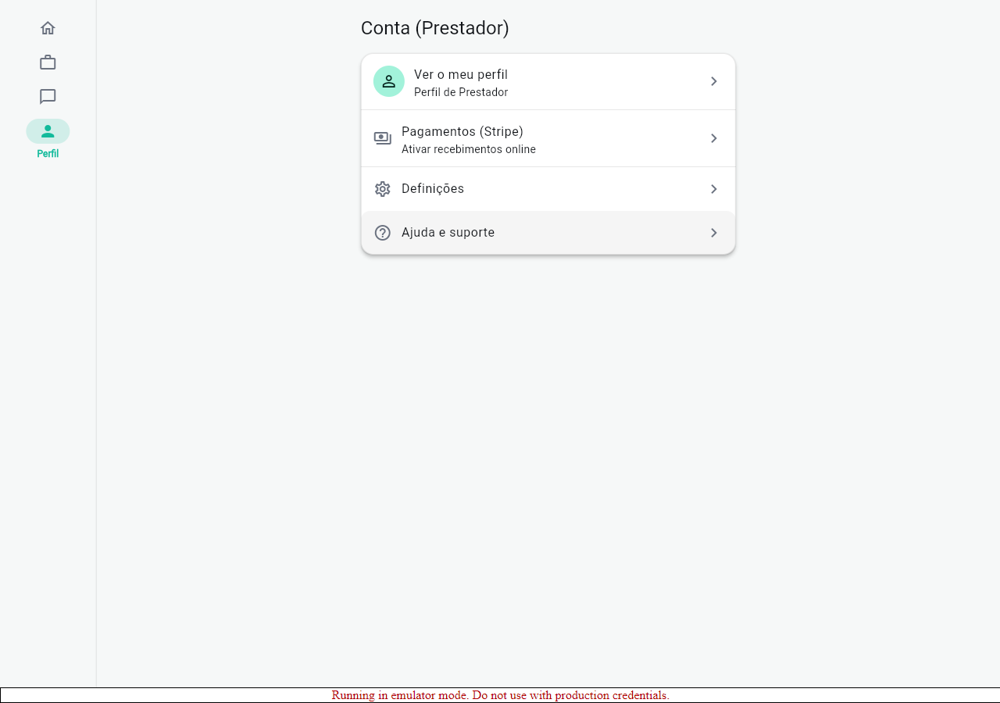 Conta (Prestador)
Ver o meu perfil
Perfil de Prestador
Pagamentos (Stripe)
Ativar recebimentos online
Definições
Ajuda e suporte
Perfil
Running in emulator mode. Do not use with production credentials.